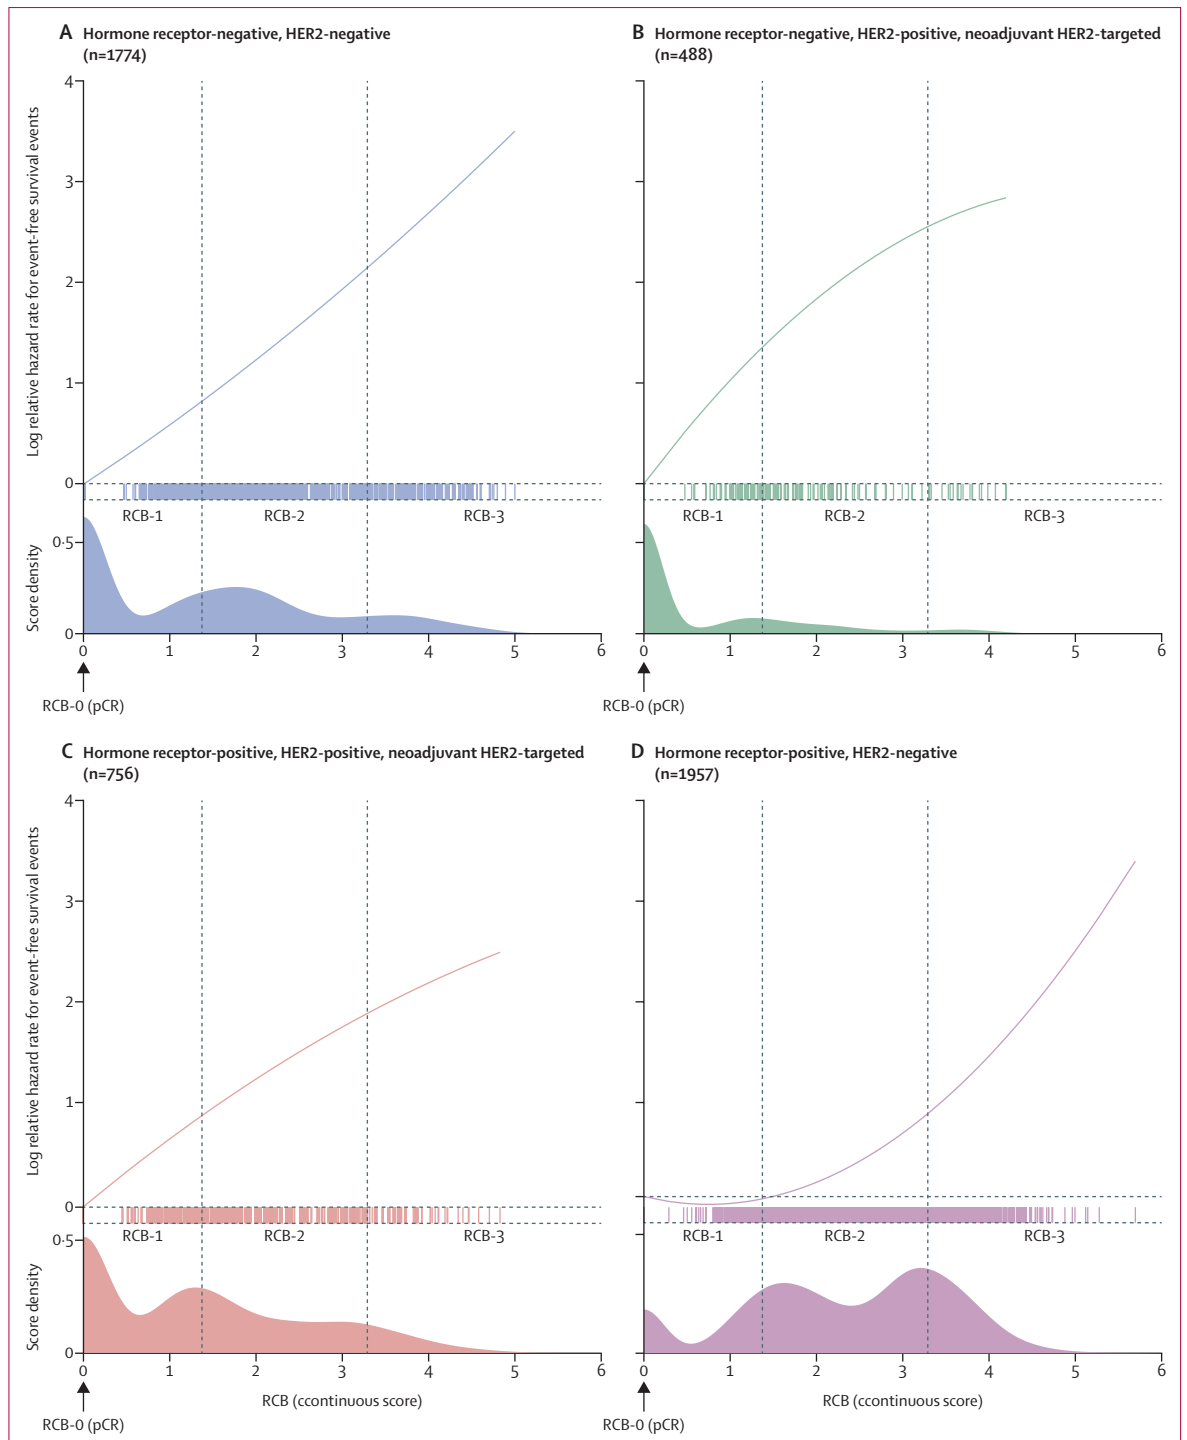 A Hormone receptor-negative, HER2-negative
(n=1774)
Log relative hazard rate for event-free survival events
4
3
2
1
0
RCB-1
RCB-2
RCB-3
Score density
0·5
0
0
1
2
3
4
5
6
RCB-0 (pCR)
B Hormone receptor-negative, HER2-positive, neoadjuvant HER2-targeted
(n=488)
RCB-1
RCB-2
RCB-3
0
1
2
3
4
5
6
RCB-0 (pCR)
C Hormone receptor-positive, HER2-positive, neoadjuvant HER2-targeted
(n=756)
Log relative hazard rate for event-free survival events
4
3
2
1
0
RCB-1
RCB-2
RCB-3
Score density
0·5
0
0
1
2
3
4
5
6
RCB (ccontinuous score)
RCB-0 (pCR)
D Hormone receptor-positive, HER2-negative
(n=1957)
RCB-1
RCB-2
RCB-3
0
1
2
3
4
5
6
RCB (ccontinuous score)
RCB-0 (pCR)